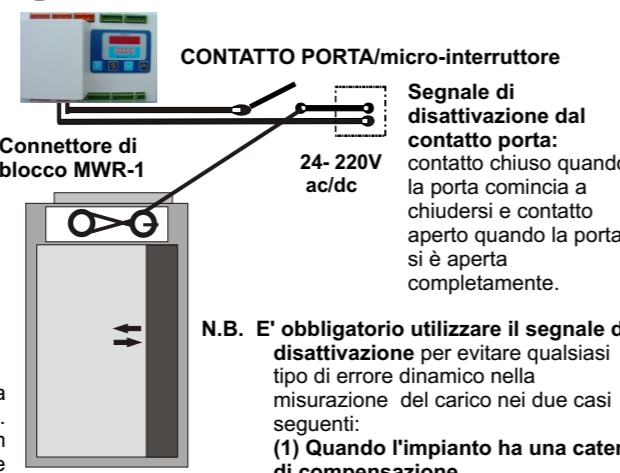 CONTATTO PORTA/micro-interruttore
Segnale di
disattivazione dal
contatto porta:
contatto chiuso quando
la porta comincia a
chiudersi e contatto
aperto quando la porta
si è aperta
completamente.
Connettore di
blocco MWR-1
24- 220V
ac/dc
N.B. E' obbligatorio utilizzare il segnale
disattivazione per evitare qualsiasi
tipo di errore dinamico nella
misurazione del carico nei due casi
seguenti:
(1) Quando l'impianto ha una
di compensazione